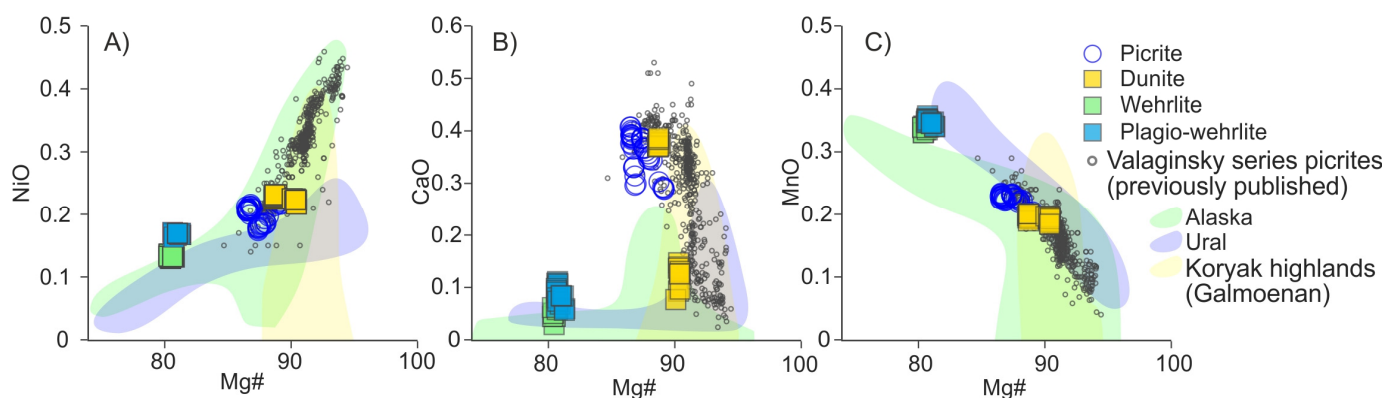 A)
0.5
0.4
0.3
0.2
0.1
0
NiO
80
90
100
Mg#
B)
0.6
0.5
0.4
0.3
0.2
0.1
0
CaO
80
90
100
Mg#
C)
0.5
0.4
0.3
0.2
0.1
0
MnO
80
90
100
Mg#
Picrite
Dunite
Wehrlite
Plagio-wehrlite
Valaginsky series picrites
(previously published)
Alaska
Ural
Koryak highlands
(Galmoenan)